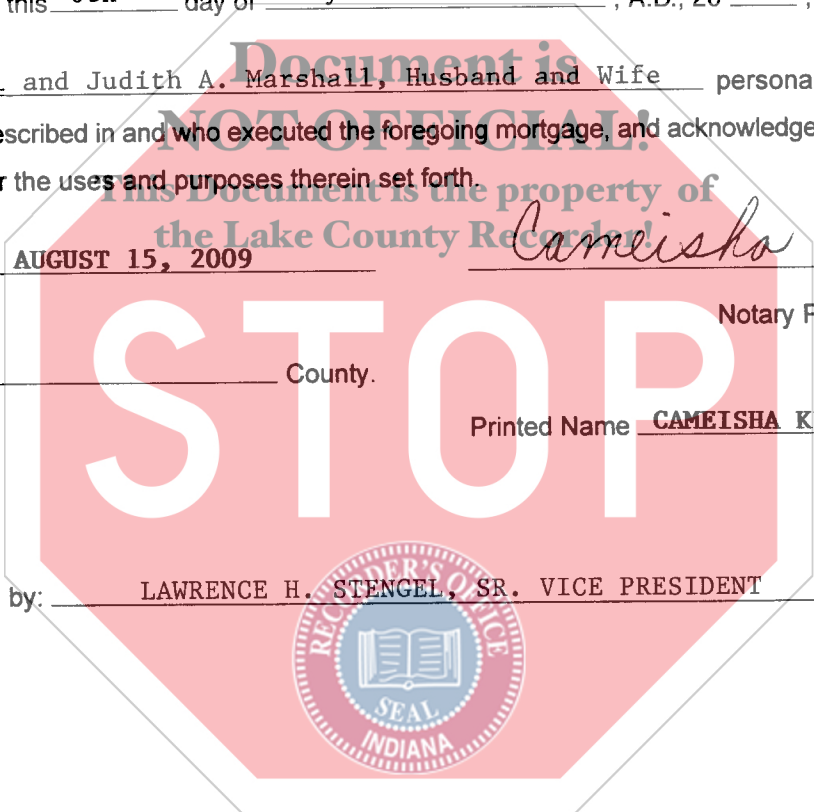 this day of , A.D., 20 ,
Document is
and Judith A. Marshall, Husband and Wife persona
NOT OFFICIAL!
escribed in and who executed the foregoing mortgage, and acknowledge
r the uses and purposes therein set forth.
This Document is the property of
the Lake County Recorder!
AUGUST 15, 2009 Cameisha
Notary P
STOP
County.
Printed Name CAMEISHA K
by: LAWRENCE H. STENGEL, SR. VICE PRESIDENT
RECORDER'S OFFICE
SEAL
INDIANA